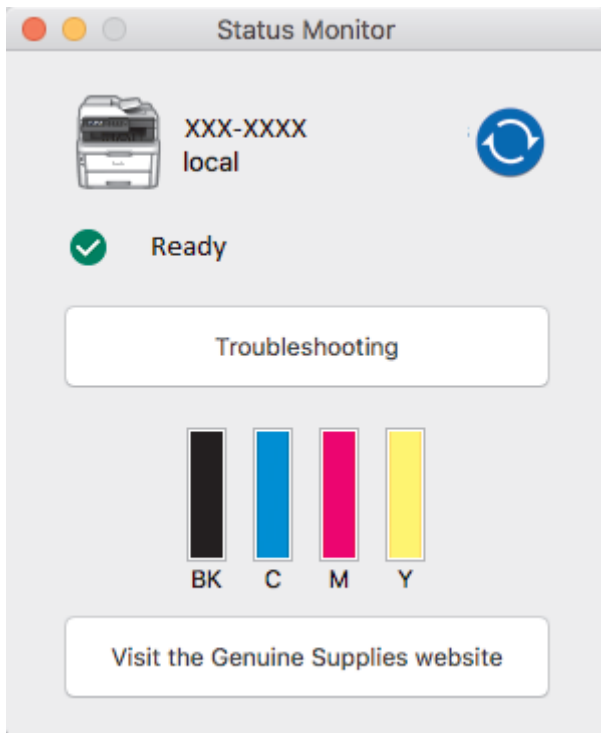 Status Monitor
XXX-XXXX
local
Ready
Troubleshooting
BK C M Y
Visit the Genuine Supplies website